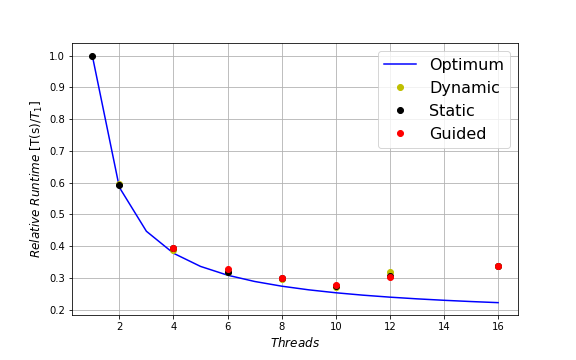 Optimum
Dynamic
Static
Guided
1.0
0.9
0.8
0.7
0.6
0.5
0.4
0.3
0.2
Relative Runtime [T(s)/T₁]
2 4 6 8 10 12 14 16
Threads